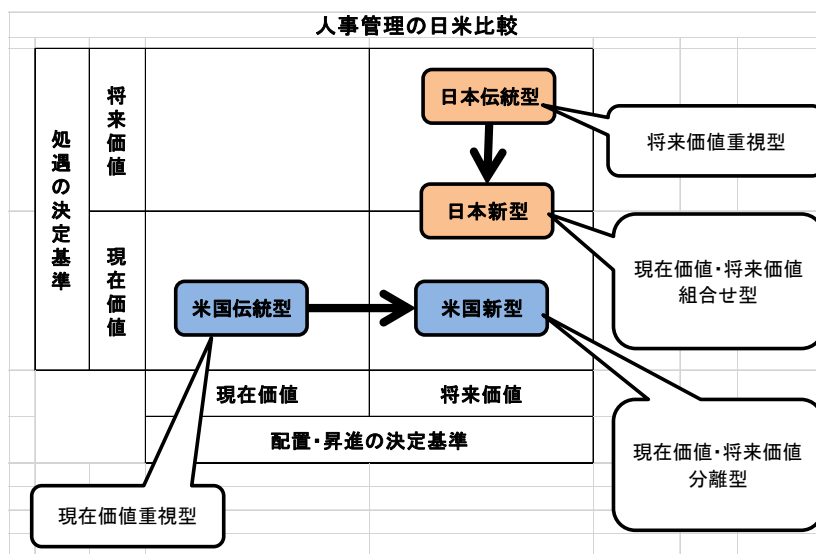 人事管理の日米比較
処遇の決定基準
将来価値
現在価値
日本伝統型
将来価値重視型
日本新型
現在価値・将来価値
組合せ型
米国伝統型
米国新型
現在価値
将来価値
配置・昇進の決定基準
現在価値・将来価値
分離型
現在価値重視型